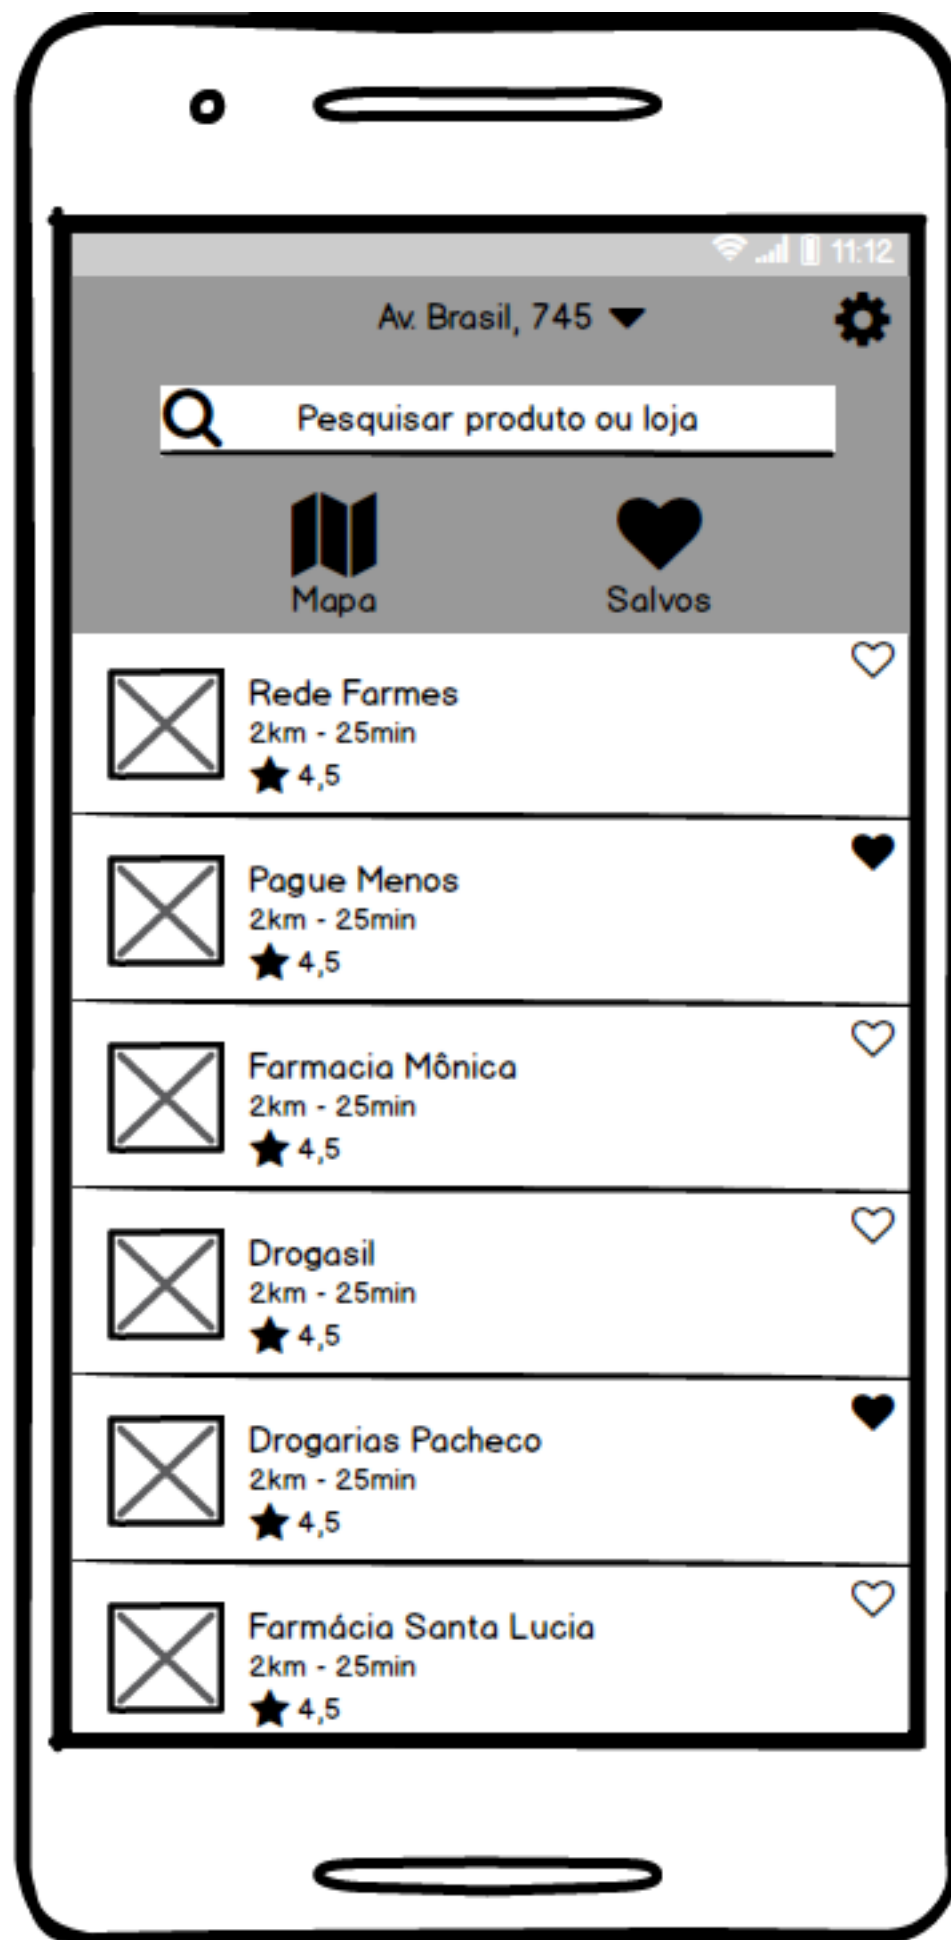 11:12
Av. Brasil, 745
Pesquisar produto ou loja
Mapa
Salvos
Rede Farmes
2km - 25min
4,5
Pague Menos
2km - 25min
4,5
Farmacia Mônica
2km - 25min
4,5
Drogasil
2km - 25min
4,5
Drogarias Pacheco
2km - 25min
4,5
Farmácia Santa Lucia
2km - 25min
4,5